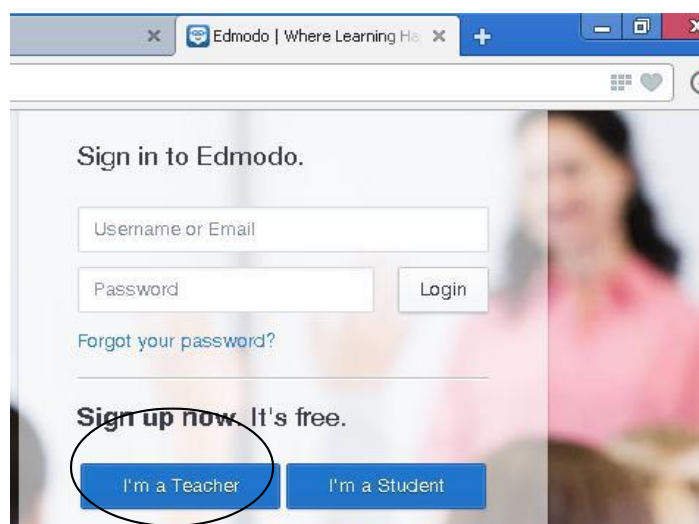 Edmodo | Where Learning Ha
Sign in to Edmodo.
Username or Email
Password
Login
Forgot your password?
Sign up now. It's free.
I'm a Teacher
I'm a Student